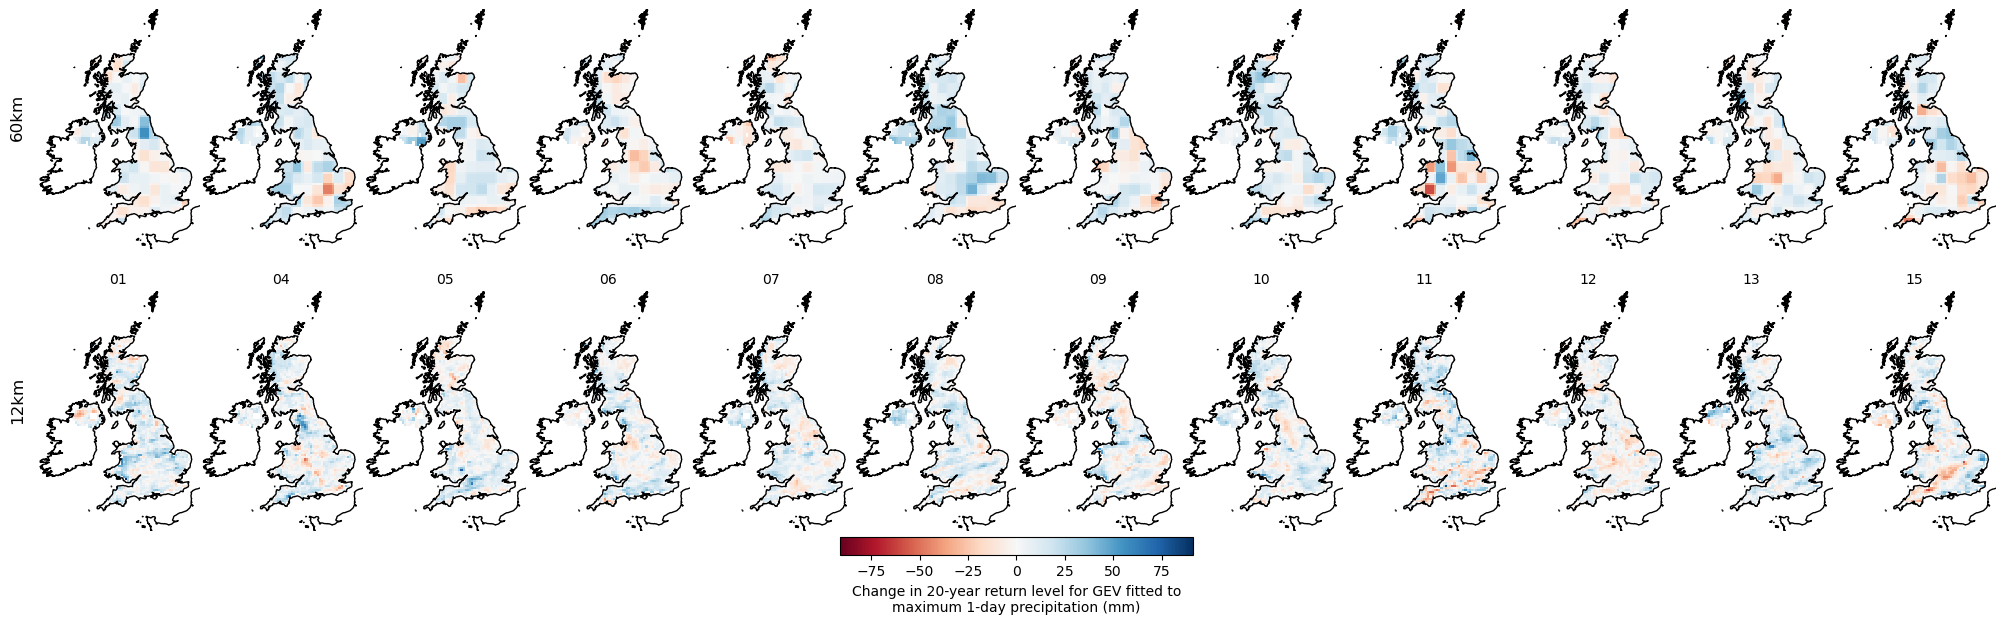 60km
01 04 05 06 07 08 09 10 11 12 13 15
12km
−75 −50 −25 0 25 50 75
Change in 20-year return level for GEV fitted to
maximum 1-day precipitation (mm)